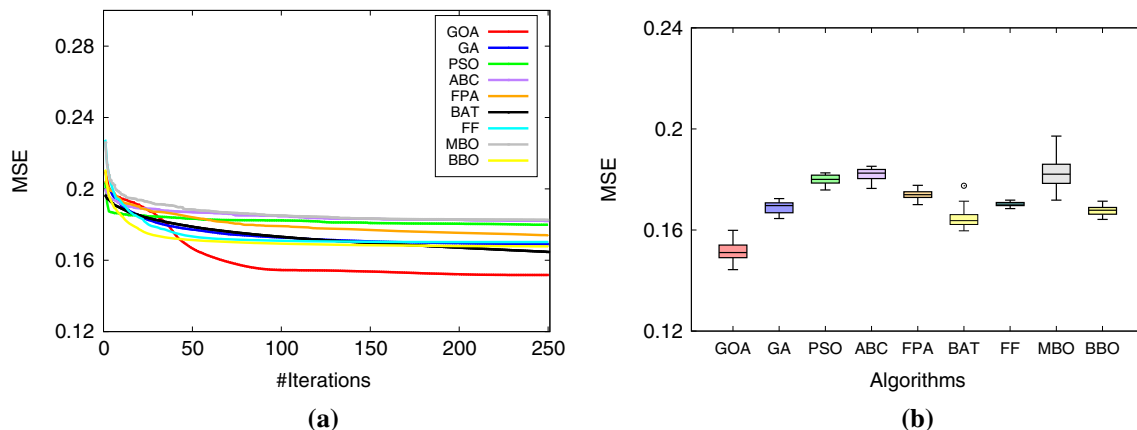 MSE
0.28
0.24
0.2
0.16
0.12
0
50
100
150
200
250
#Iterations
GOA
GA
PSO
ABC
FPA
BAT
FF
MBO
BBO
(a)
MSE
0.24
0.2
0.16
0.12
GOA GA PSO ABC FPA BAT FF MBO BBO
Algorithms
(b)